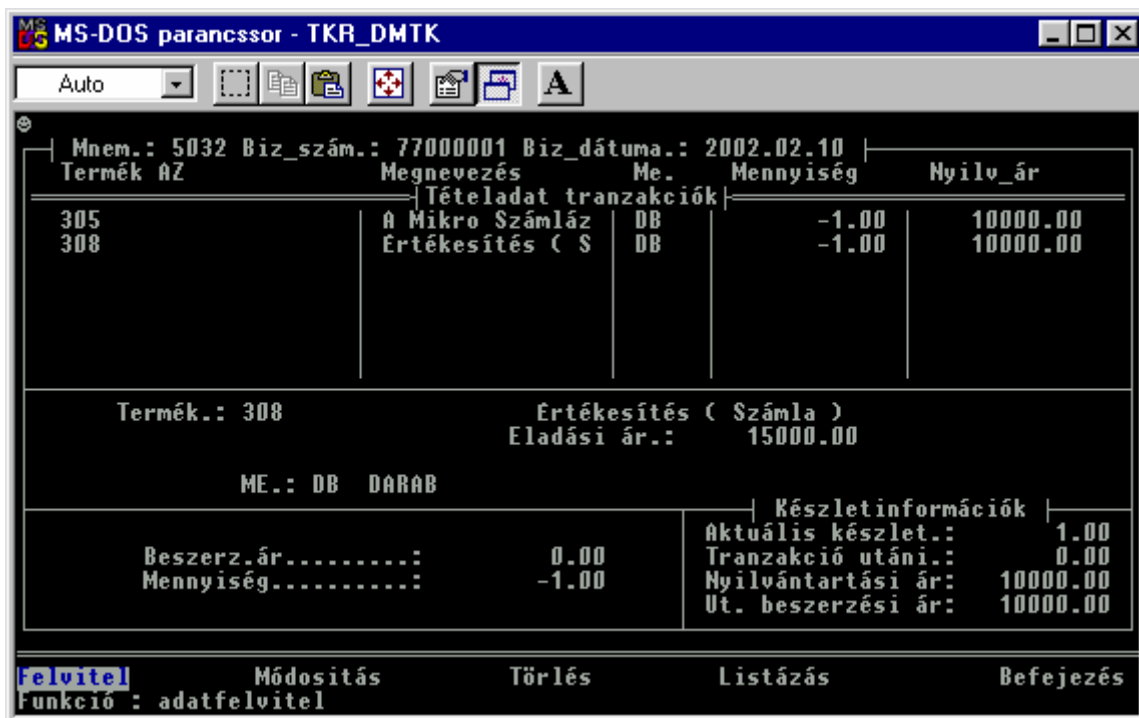 MS-DOS parancssor - TKR_DMTK
Auto
A
Mnem.: 5032 Biz_szám.: 77000001 Biz_dátuma.: 2002.02.10
Termék AZ Megnevezés Me. Mennyiség Nyilv_ár
Tételadat tranzakciók
305 A Mikro Számláz DB -1.00 10000.00
308 Értékesítés ( S DB -1.00 10000.00
Termék.: 308 Értékesítés ( Számla )
Eladási ár.: 15000.00
ME.: DB DARAB
Készletinformációk
Aktuális készlet.: 1.00
Beszerz.ár..........: 0.00 Tranzakció utáni.: 0.00
Mennyiség...........: -1.00 Nyilvántartási ár: 10000.00
Ut. beszerzési ár: 10000.00
Felvitel Módositás Törlés Listázás Befejezés
Funkció : adatfelvitel